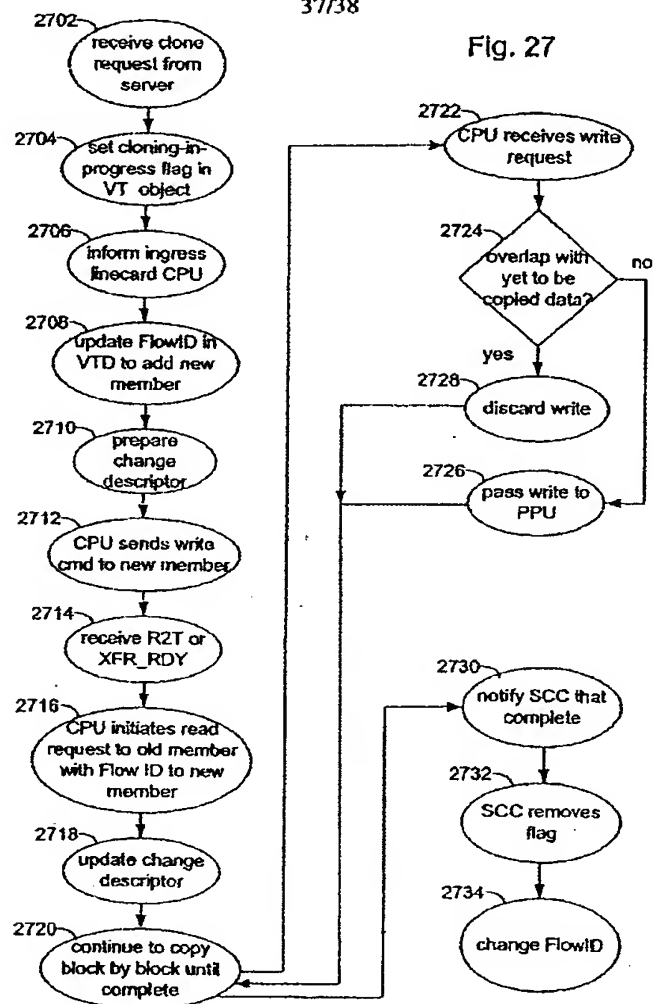 37/38
Fig. 27
2702
receive clone
request from
server
2704
set cloning-in-
progress flag in
VT object
2706
inform ingress
linecard CPU
2708
update FlowID in
VTD to add new
member
2710
prepare
change
descriptor
2712
CPU sends write
cmd to new member
2714
receive R2T or
XFR_RDY
2716
CPU initiates read
request to old member
with Flow ID to new
member
2718
update change
descriptor
2720
continue to copy
block by block until
complete
2722
CPU receives write
request
2724
overlap with
yet to be
copied data?
no
yes
2728
discard write
2726
pass write to
PPU
2730
notify SCC that
complete
2732
SCC removes
flag
2734
change FlowID